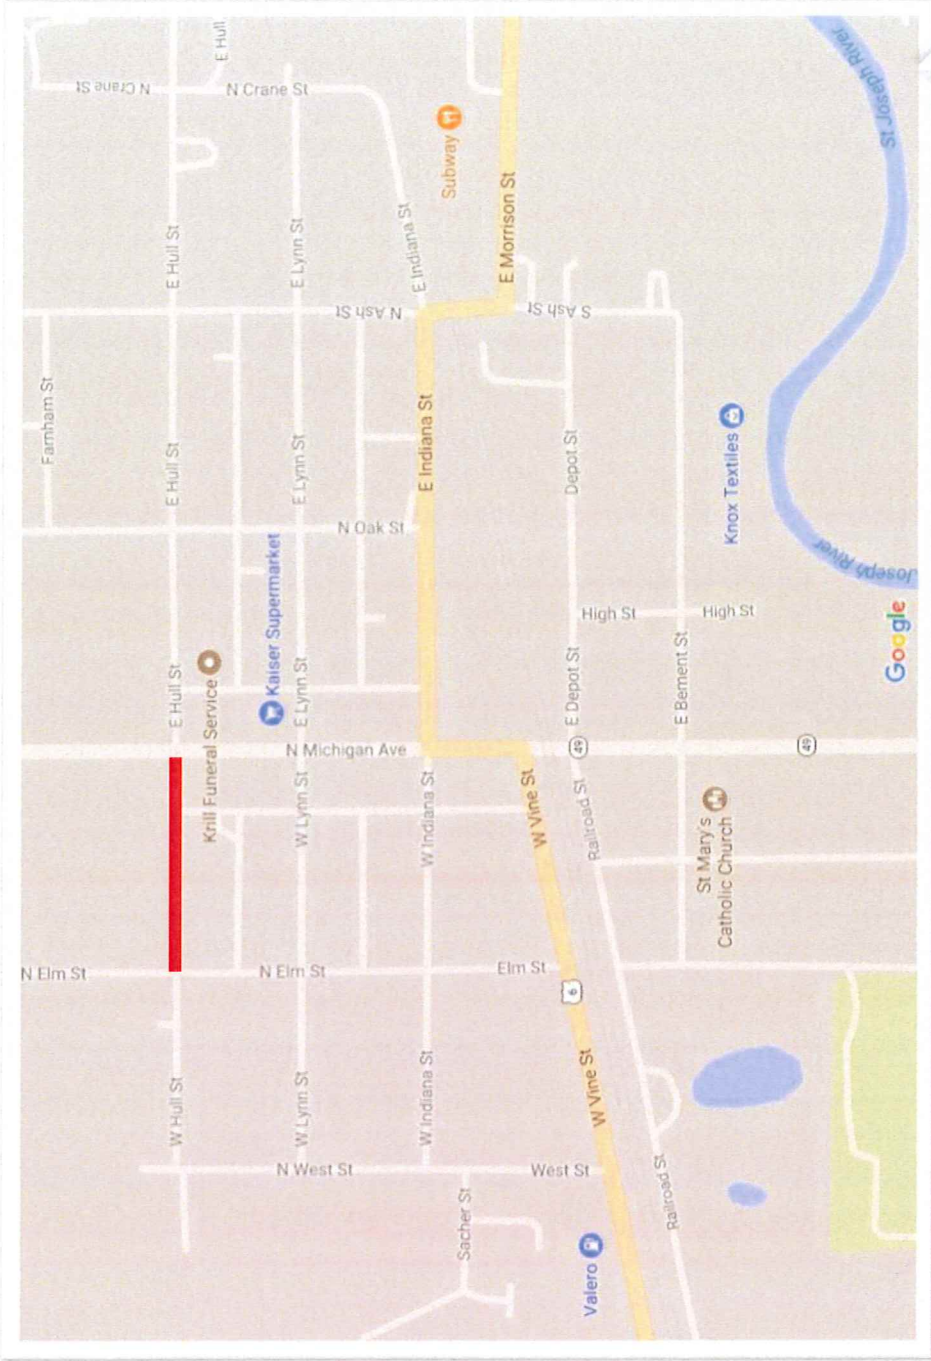 N Elm St
Farnham St
N Crane St
W Hull St
E Hull St
E Hull St
E Hull St
E Hull
Krill Funeral Service
N Crane St
Kaiser Supermarket
N West St
N Elm St
N Michigan Ave
W Lynn St
W Lynn St
E Lynn St
E Lynn St
E Lynn St
N Oak St
N Ash St
W Indiana St
W Indiana St
E Indiana St
E Indiana St
Sacher St
Subway
E Morrison St
West St
Elm St
W Vine St
W Vine St
S Ash St
6
49
E Depot St
Depot St
Valero
Railroad St
Railroad St
High St
E Bement St
High St
St Mary's
Catholic Church
Knox Textiles
49
Joseph River
St Joseph River
Google